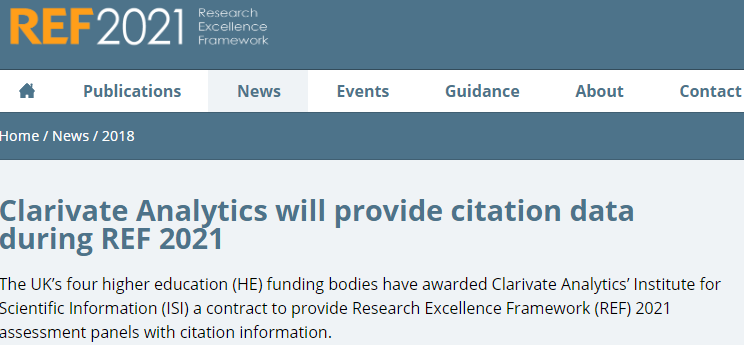 REF2021 Research
Excellence
Framework
Publications News Events Guidance About Contact
Home / News / 2018
Clarivate Analytics will provide citation data
during REF 2021
The UK’s four higher education (HE) funding bodies have awarded Clarivate Analytics’ Institute for
Scientific Information (ISI) a contract to provide Research Excellence Framework (REF) 2021
assessment panels with citation information.